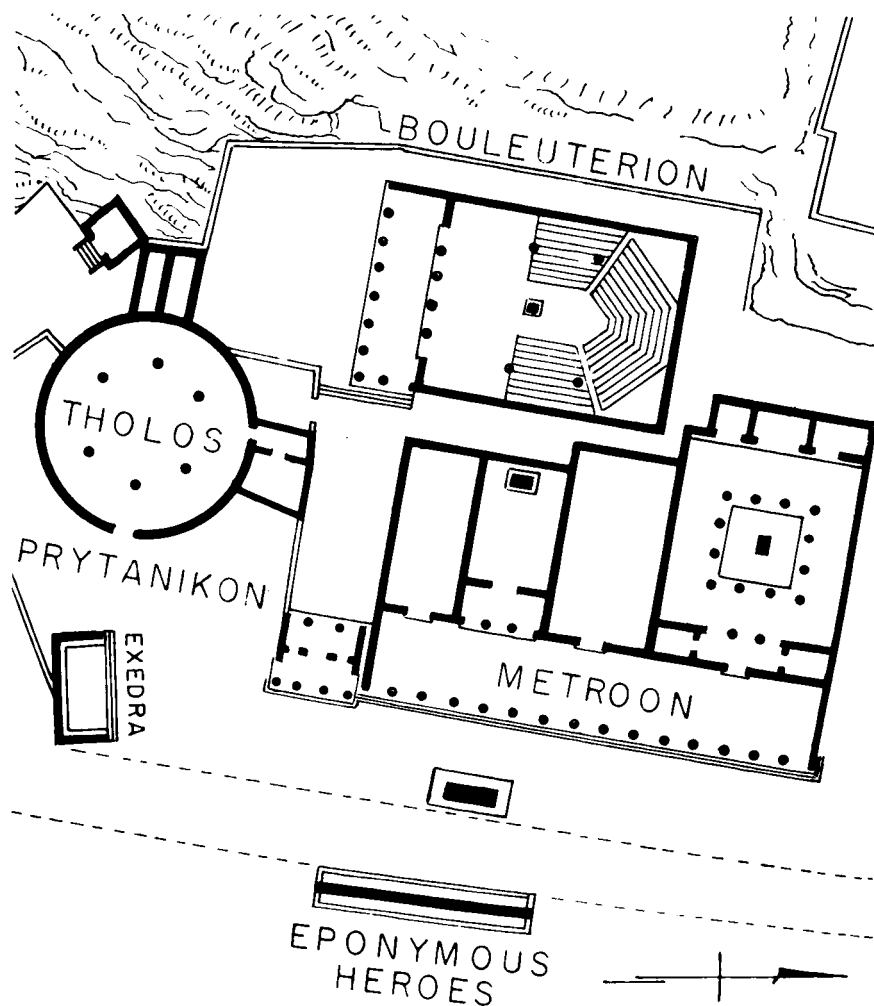 BOULEUTERION
THOLOS
PRYTANIKON
EXEDRA
METROON
EPONYMOUS
HEROES